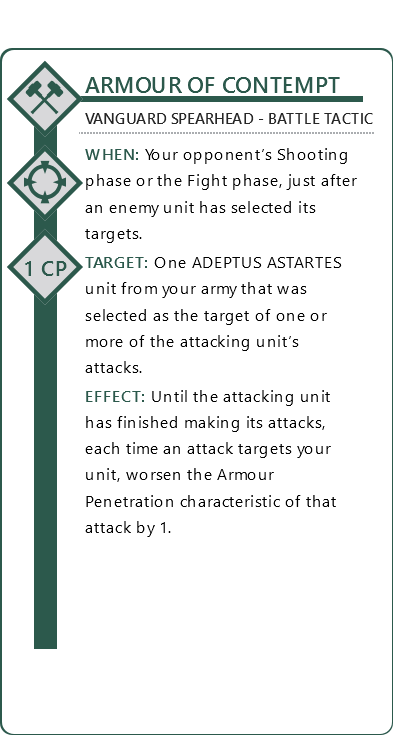 ARMOUR OF CONTEMPT
VANGUARD SPEARHEAD - BATTLE TACTIC
WHEN: Your opponent's Shooting
phase or the Fight phase, just after
an enemy unit has selected its
targets.
1 CP
TARGET: One ADEPTUS ASTARTES
unit from your army that was
selected as the target of one or
more of the attacking unit's
attacks.
EFFECT: Until the attacking unit
has finished making its attacks,
each time an attack targets your
unit, worsen the Armour
Penetration characteristic of that
attack by 1.